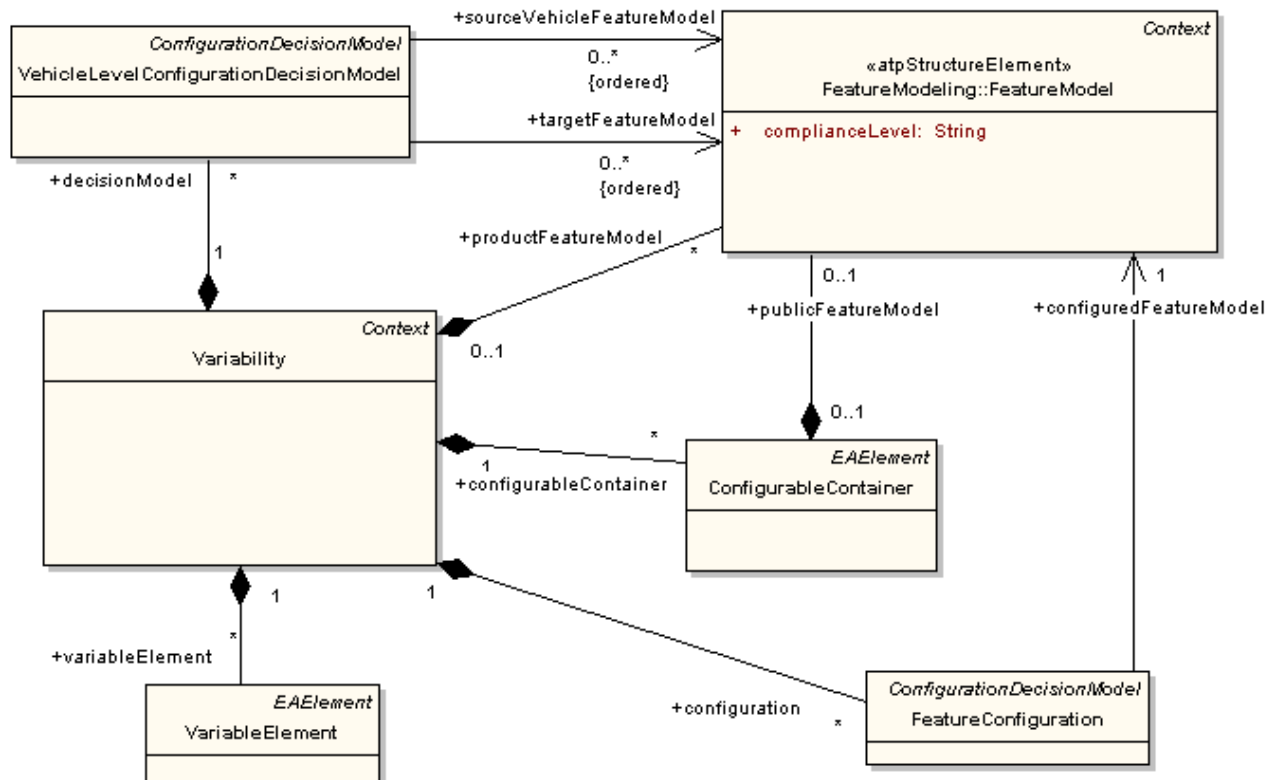 +sourceVehicleFeatureModel
ConfigurationDecisionModel
VehicleLevelConfigurationDecisionModel
0..*
{ordered}
Context
«atpStructureElement»
FeatureModeling::FeatureModel
+targetFeatureModel
+ complianceLevel: String
0..*
{ordered}
+decisionModel
*
+productFeatureModel
*
1
0..1
1
+publicFeatureModel
+configuredFeatureModel
Context
Variability
0..1
0..1
*
1
+configurableContainer
EAElement
ConfigurableContainer
1
1
*
+variableElement
EAElement
VariableElement
+configuration
*
ConfigurationDecisionModel
FeatureConfiguration